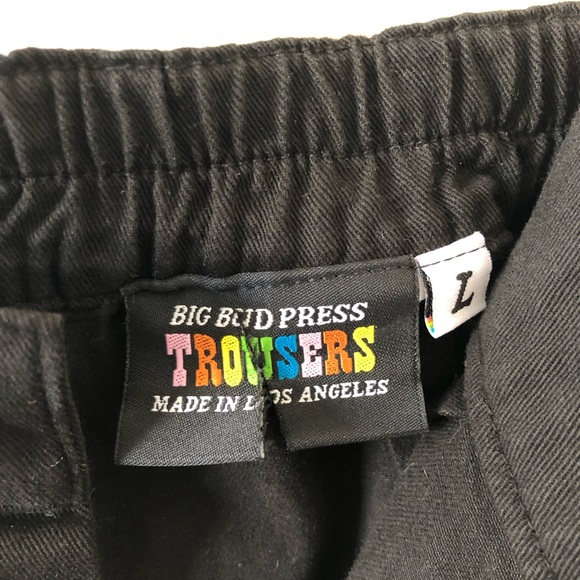 BIG BUD PRESS
TROUSERS
MADE IN LOS ANGELES
L